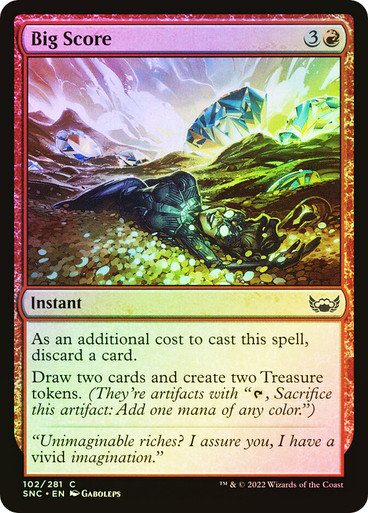 Big Score 3
Instant
As an additional cost to cast this spell,
discard a card.
Draw two cards and create two Treasure
tokens. (They're artifacts with “, Sacrifice
this artifact: Add one mana of any color.”)
“Unimaginable riches? I assure you, I have a
vivid imagination.”
102/281 C
SNC • EN Gaboleps
™ & © 2022 Wizards of the Coast